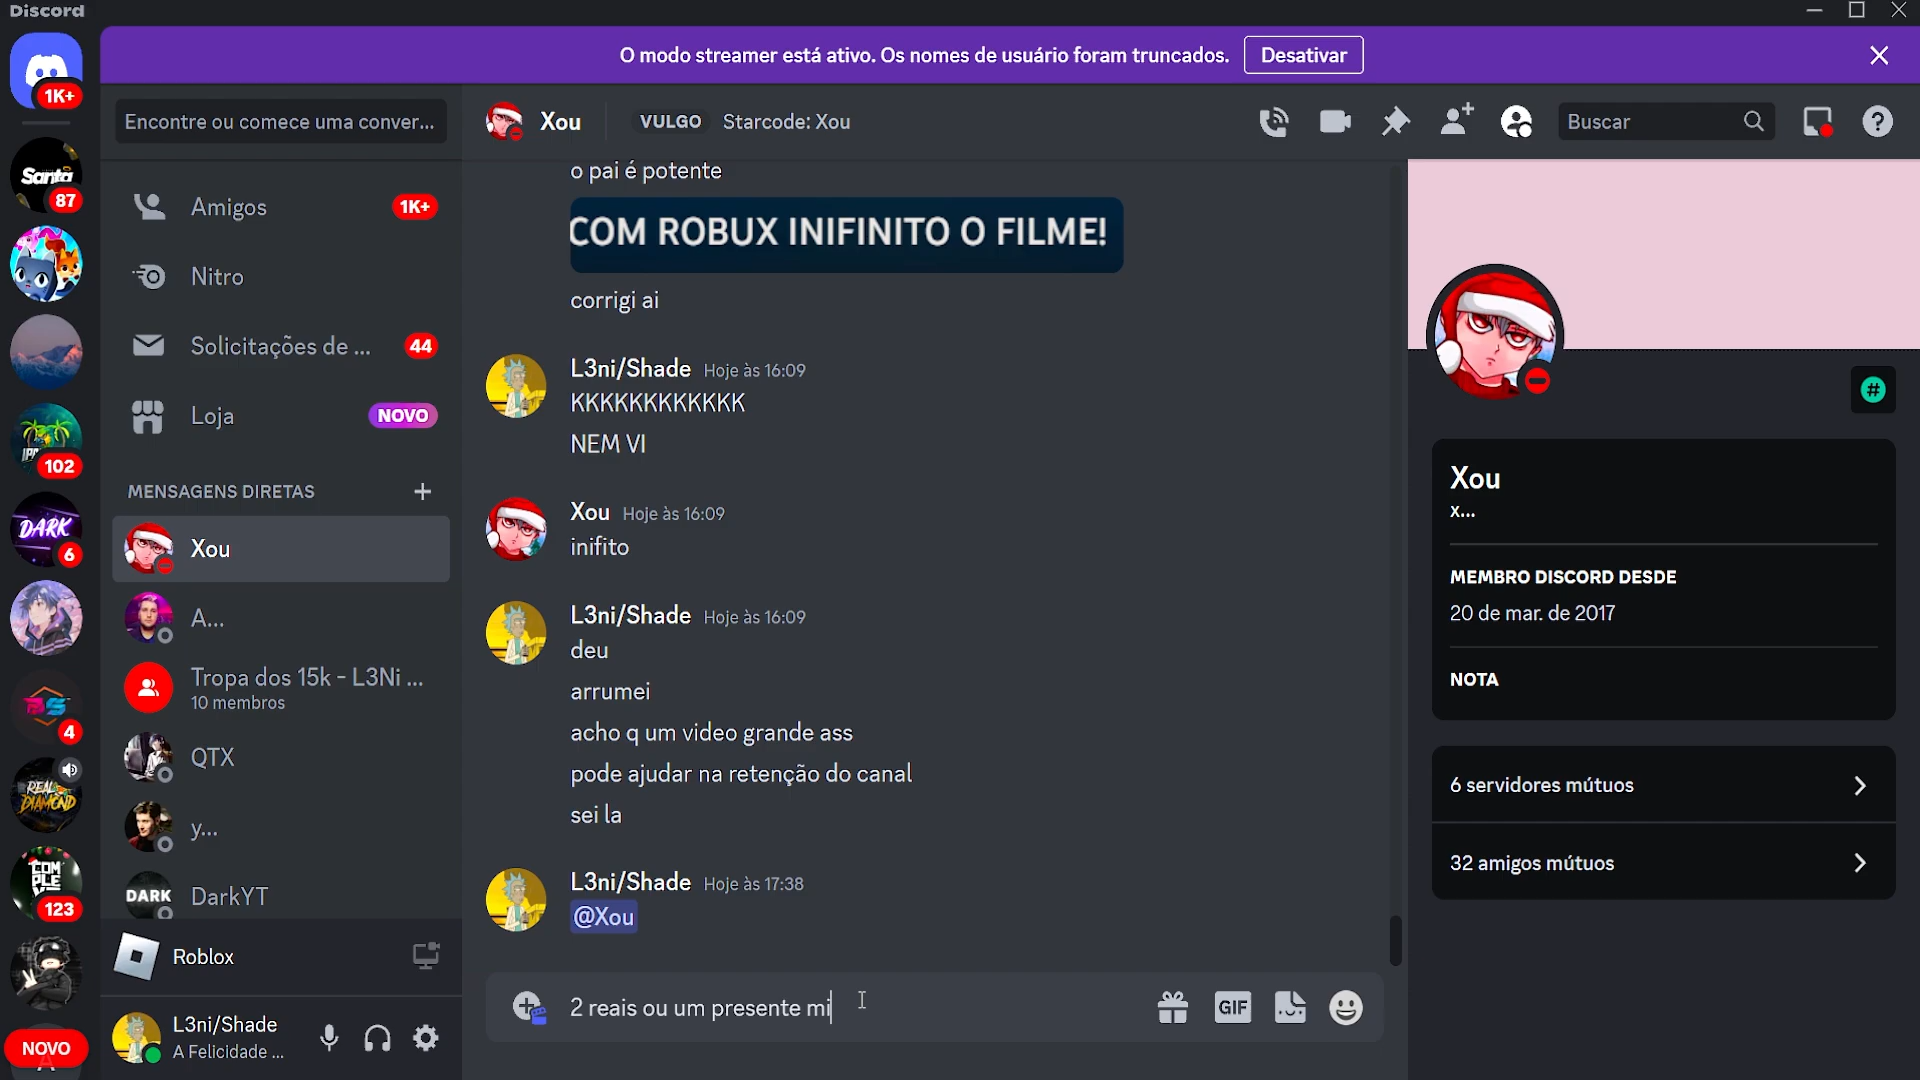 Discord
O modo streamer está ativo. Os nomes de usuário foram truncados.
Desativar
1K+
Santa
87
102
DARK
6
4
REAL
DIAMOND
COM
PLE
123
NOVO
Encontre ou comece uma conver...
Amigos
1K+
Nitro
Solicitações de ...
44
Loja
NOVO
MENSAGENS DIRETAS
Xou
A...
Tropa dos 15k - L3Ni ...
10 membros
QTX
y...
DARK
DarkYT
Roblox
L3ni/Shade
A Felicidade ...
Xou
VULGO
Starcode: Xou
Buscar
o pai é potente
COM ROBUX INIFINITO O FILME!
corrigi ai
L3ni/Shade Hoje às 16:09
KKKKKKKKKKKK
NEM VI
Xou Hoje às 16:09
inifito
L3ni/Shade Hoje às 16:09
deu
arrumei
acho q um video grande ass
pode ajudar na retenção do canal
sei la
L3ni/Shade Hoje às 17:38
@Xou
2 reais ou um presente mi
GIF
Xou
x...
MEMBRO DISCORD DESDE
20 de mar. de 2017
NOTA
6 servidores mútuos
32 amigos mútuos